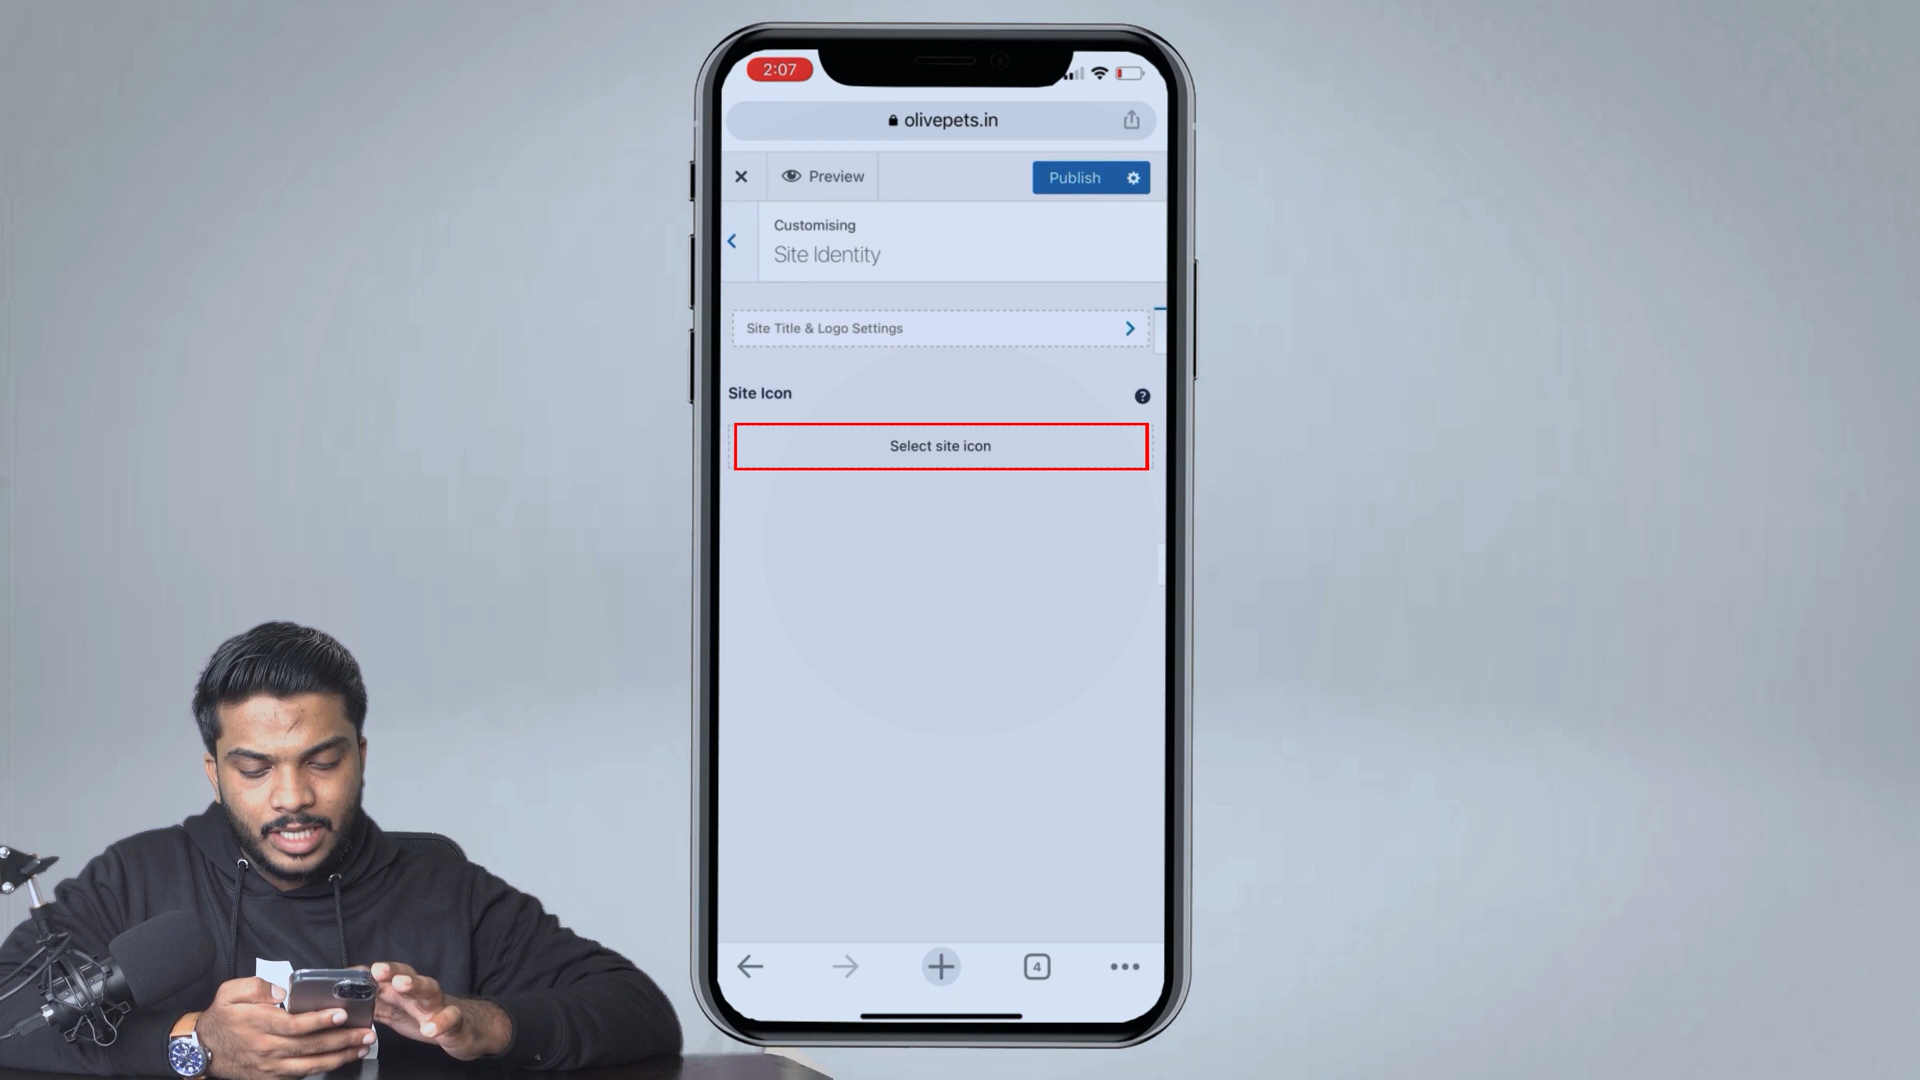 2:07
olivepets.in
Preview
Publish
Customising
Site Identity
Site Title & Logo Settings
Site Icon
?
Select site icon
4